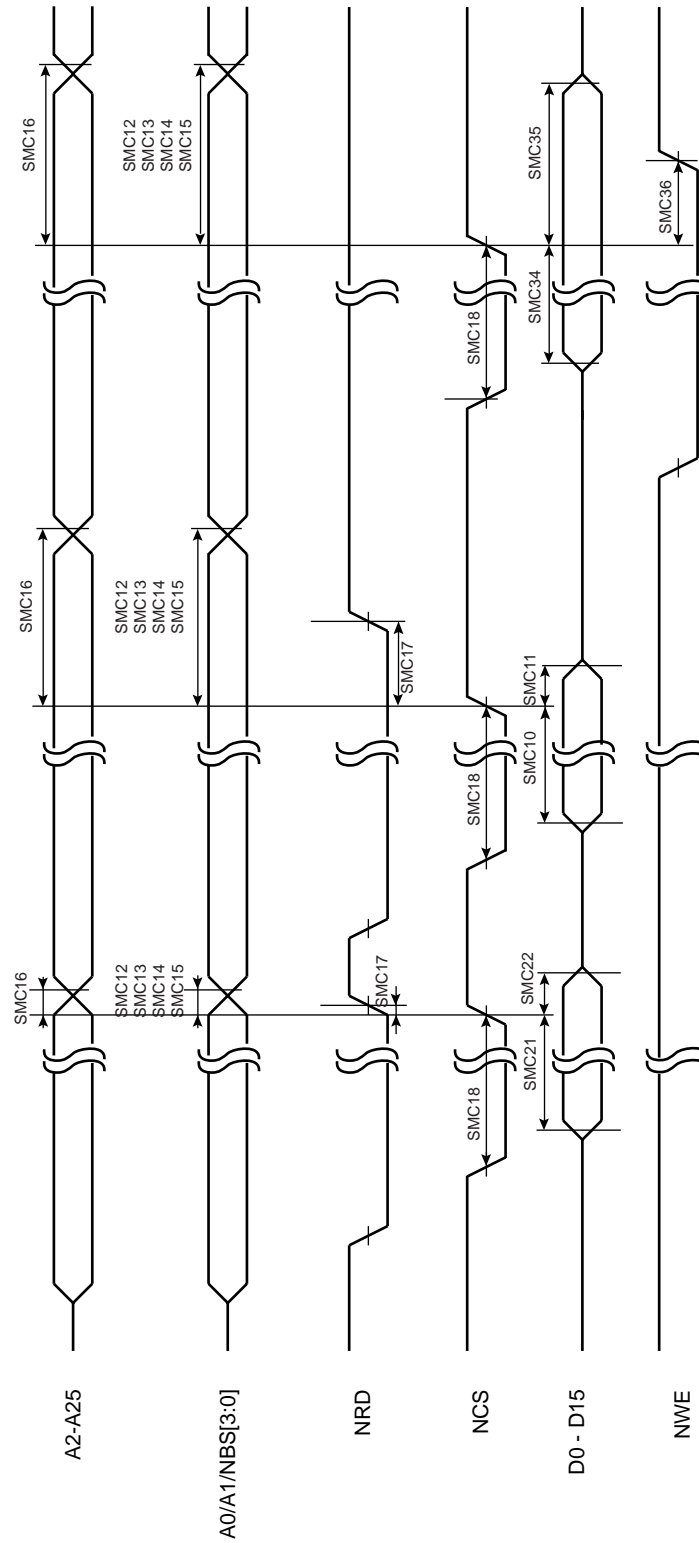 A2-A25
SMC16
SMC16
SMC16
A0/A1/NBS[3:0]
SMC12
SMC13
SMC14
SMC15
SMC12
SMC13
SMC14
SMC15
SMC12
SMC13
SMC14
SMC15
NRD
SMC17
SMC17
NCS
SMC18
SMC18
SMC18
D0 - D15
SMC21
SMC22
SMC10
SMC11
SMC34
SMC35
NWE
SMC36